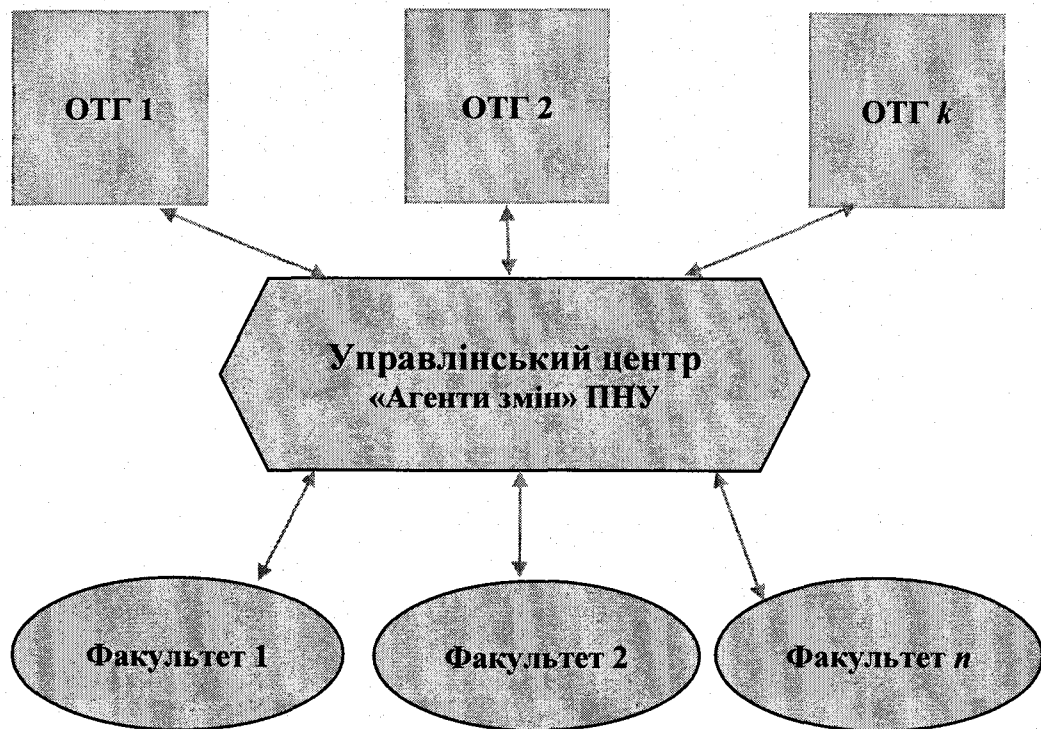 ОТГ 1
ОТГ 2
ОТГ k
Управлінський центр
«Агенти змін» ПНУ
Факультет 1
Факультет 2
Факультет n